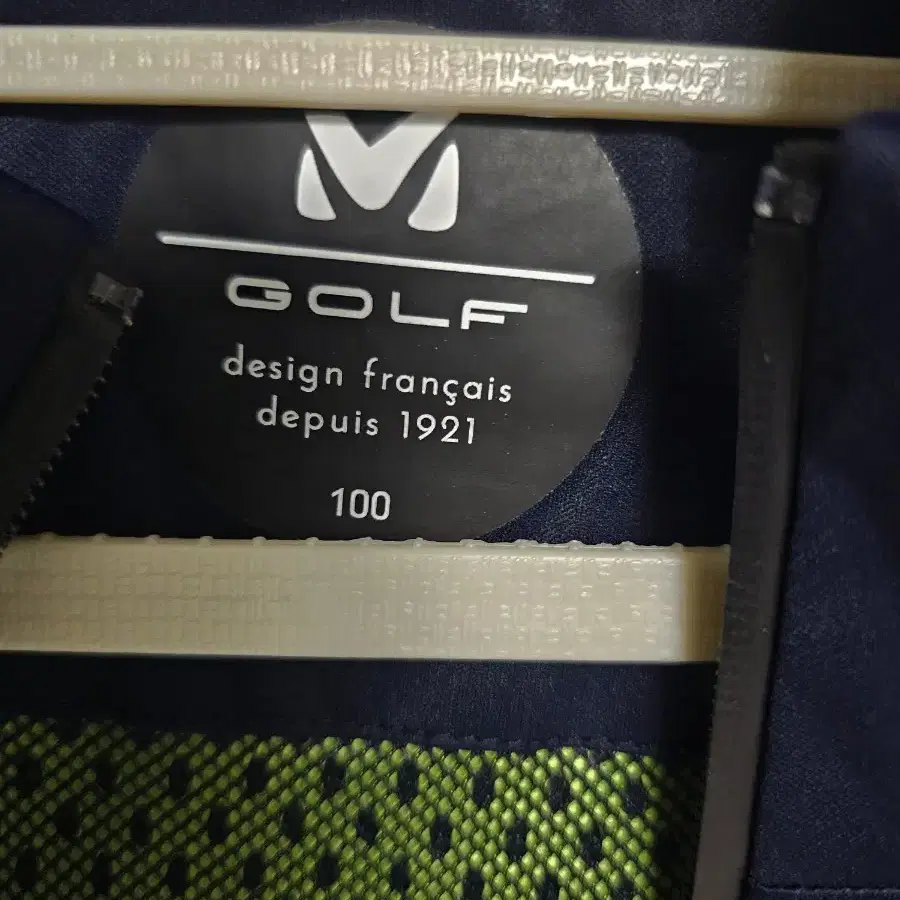 GOLF
design français
depuis 1921
100